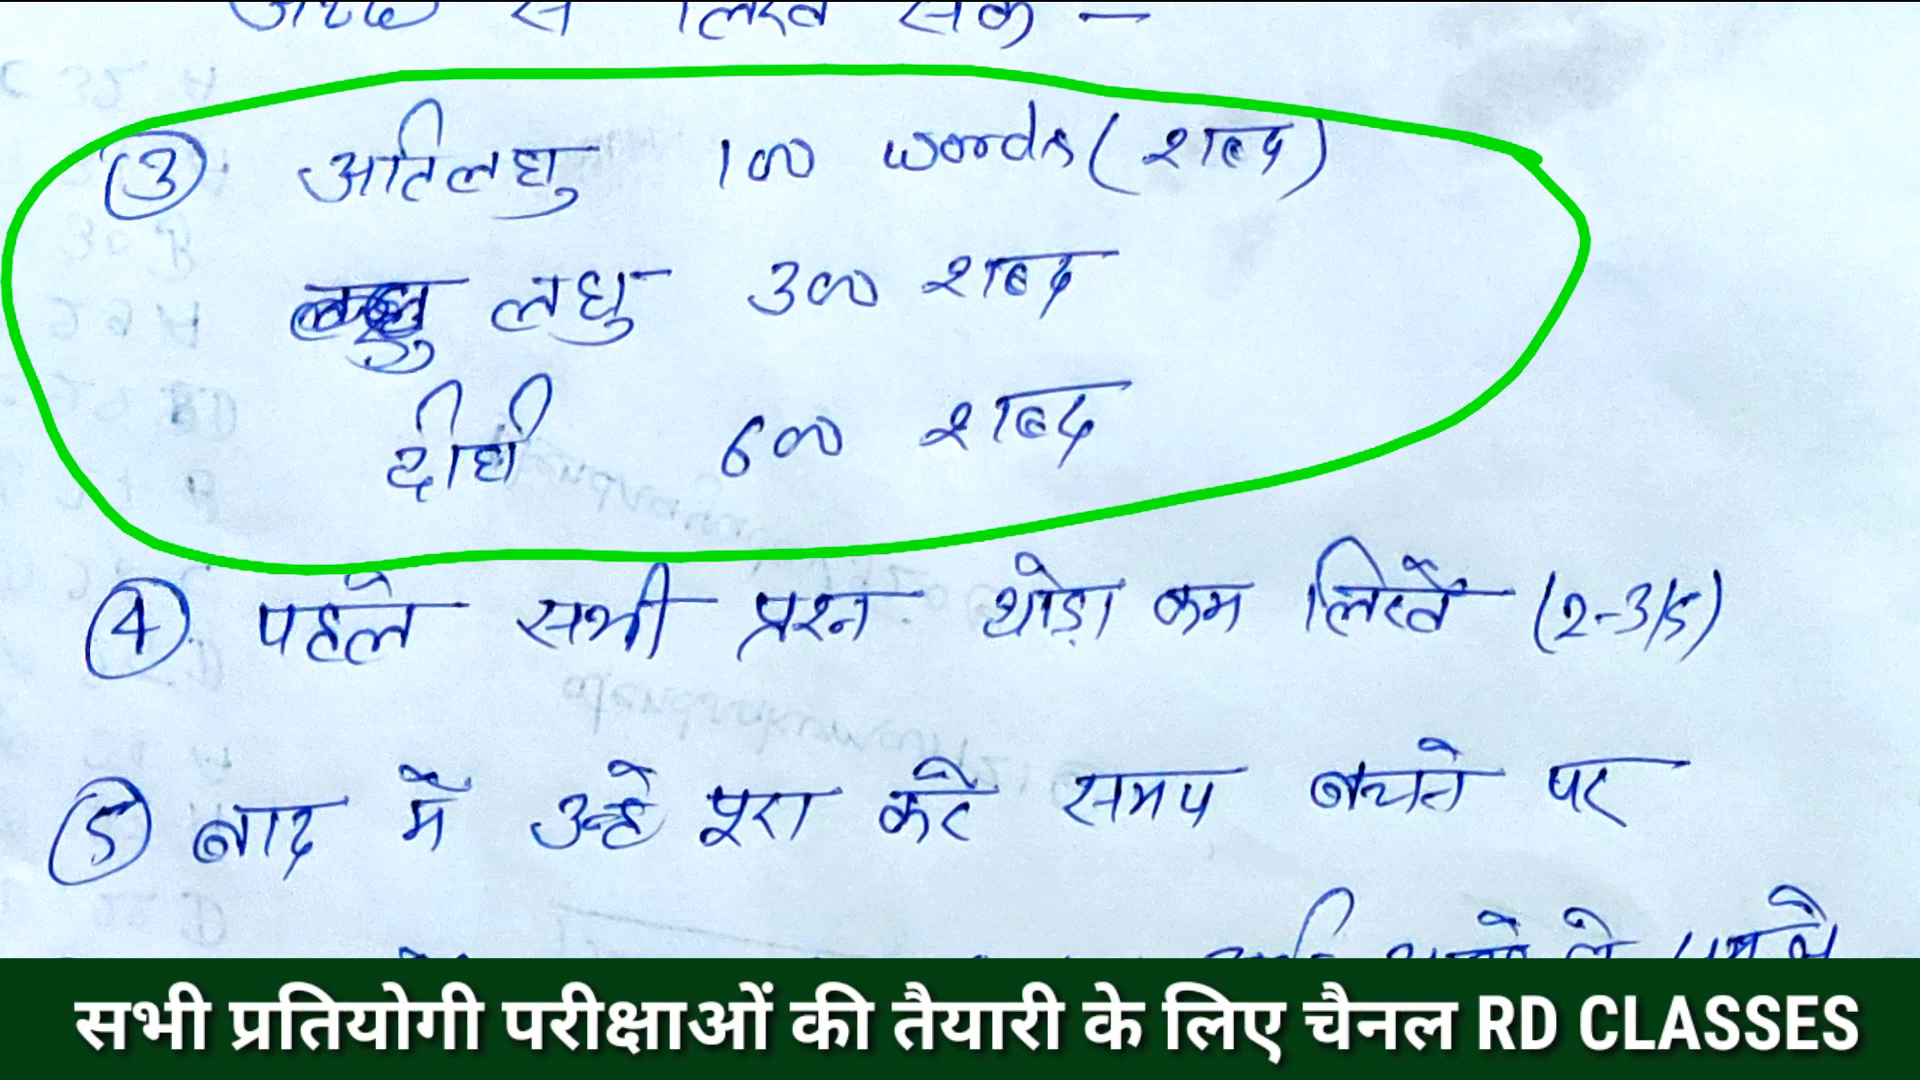 से लिख सके —
③ अतिलघु 100 words (शब्द)
लघु 300 शब्द
दीर्घ 600 शब्द
④ पहले सभी प्रश्न थोड़ा कम लिखें (2-3/5)
⑤ बाद में उन्हे पूरा करें समय बचने पर
सभी प्रतियोगी परीक्षाओं की तैयारी के लिए चैनल RD CLASSES